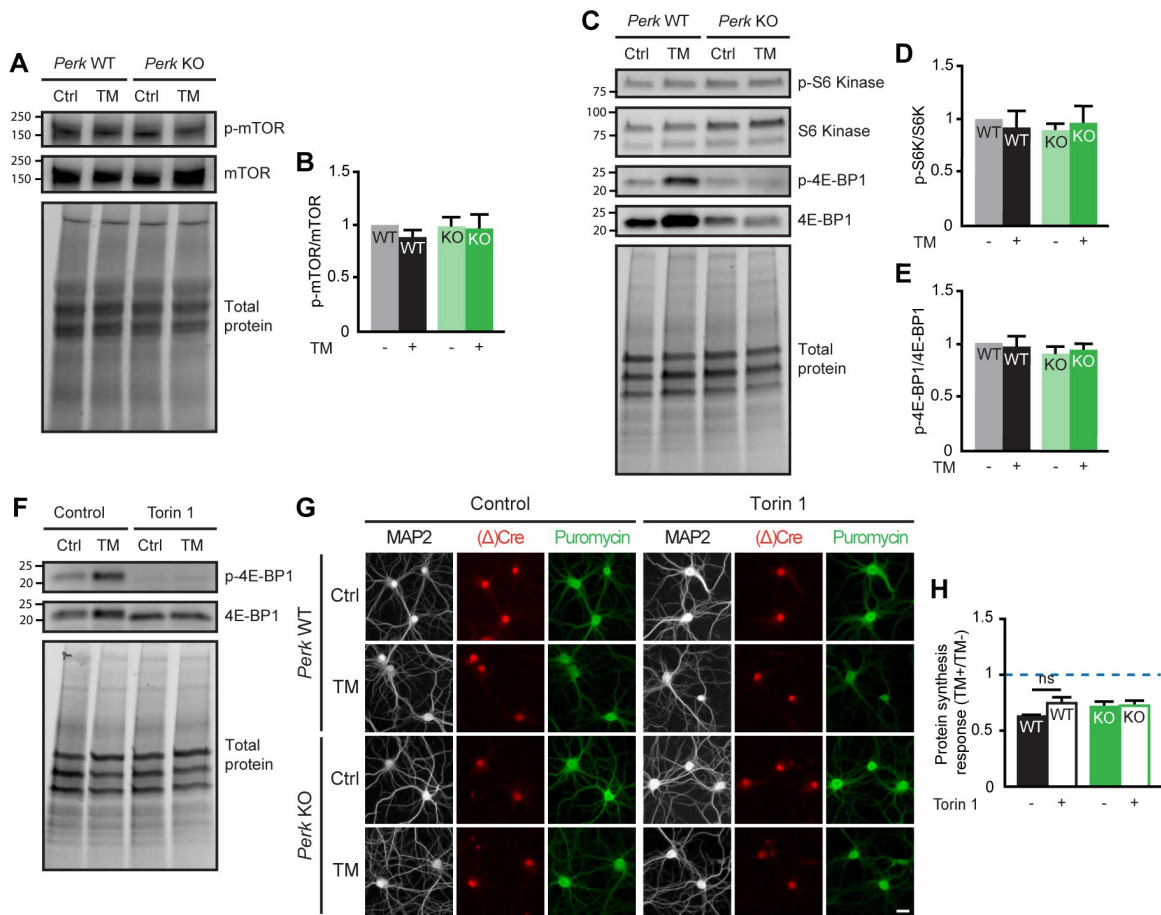 A
Perk WT Perk KO
Ctrl TM Ctrl TM
250
150
p-mTOR
250
150
mTOR
Total
protein
B
p-mTOR/mTOR
1.5
1
0.5
0
WT WT KO KO
TM - + - +
C
Perk WT Perk KO
Ctrl TM Ctrl TM
75
p-S6 Kinase
100
75
S6 Kinase
25
20
p-4E-BP1
25
20
4E-BP1
Total
protein
D
p-S6K/S6K
1.5
1
0.5
0
WT WT KO KO
TM - + - +
E
p-4E-BP1/4E-BP1
1.5
1
0.5
0
WT WT KO KO
TM - + - +
F
Control Torin 1
Ctrl TM Ctrl TM
25
20
p-4E-BP1
25
20
4E-BP1
Total
protein
G
Control Torin 1
MAP2 (Δ)Cre Puromycin MAP2 (Δ)Cre Puromycin
Perk WT
Ctrl
TM
Perk KO
Ctrl
TM
H
Protein synthesis
response (TM+/TM-)
1.5
1
0.5
0
ns
WT WT KO KO
Torin 1 - + - +